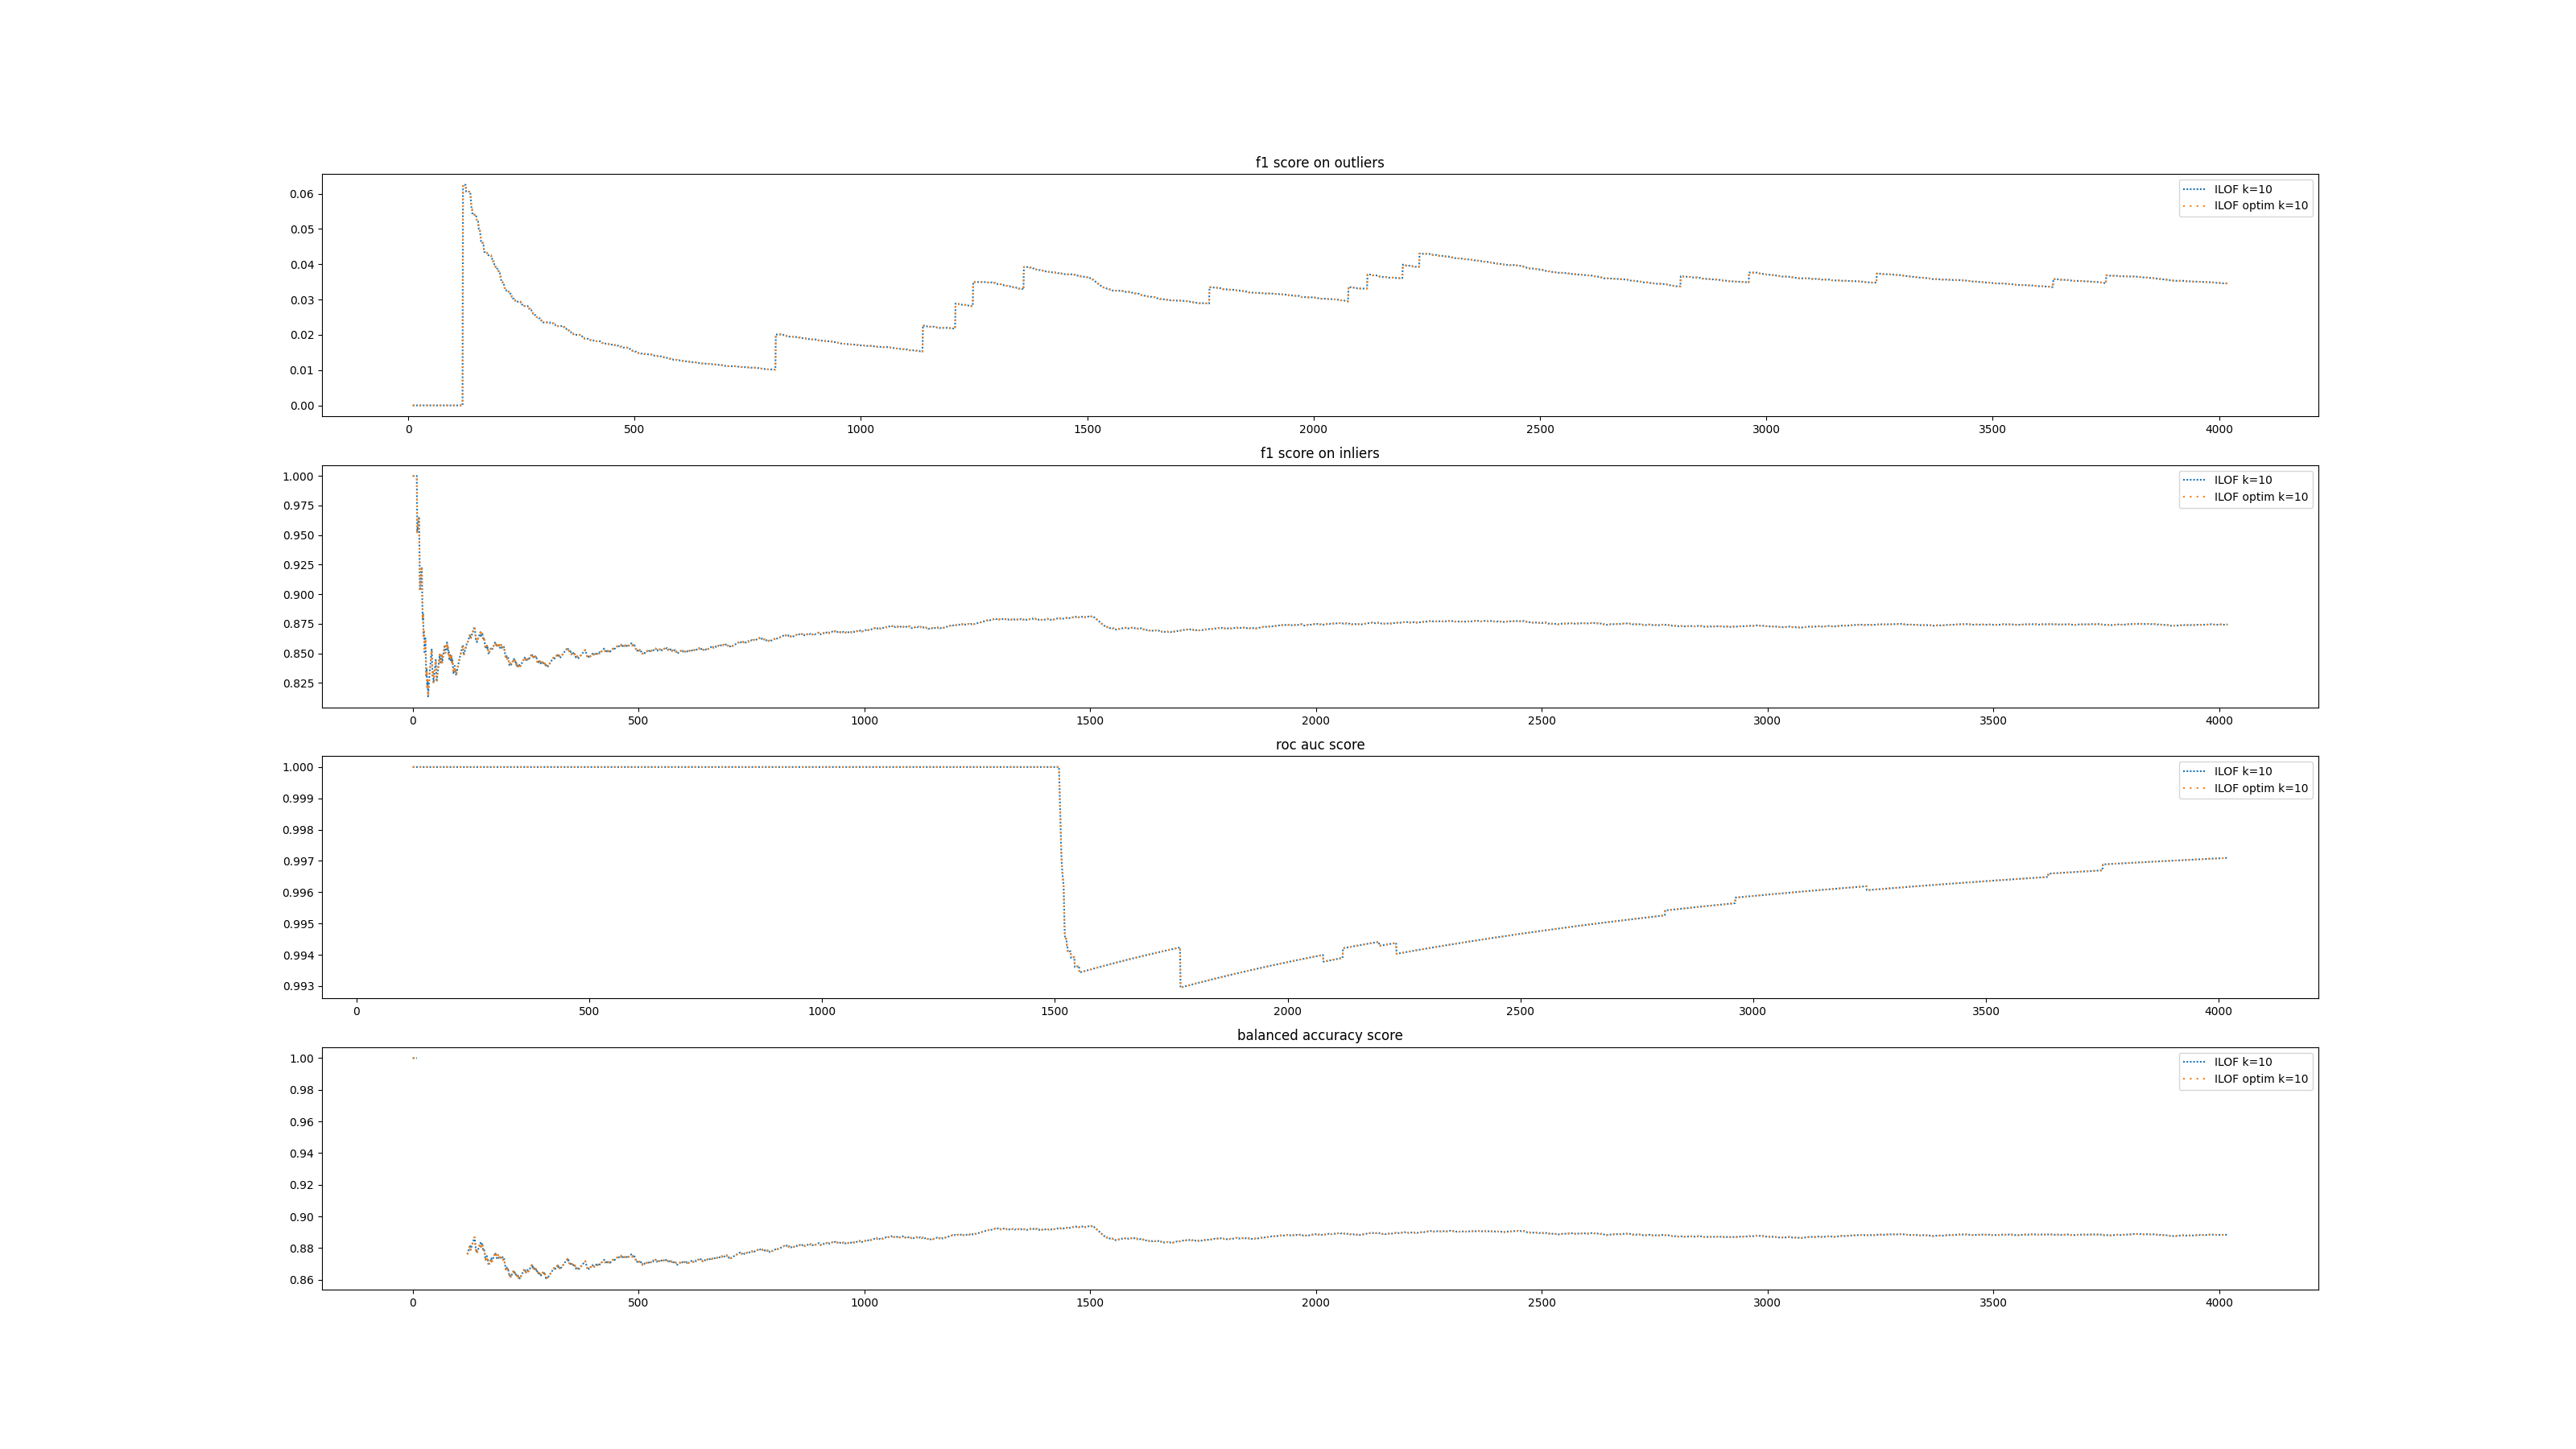 f1 score on outliers
0.06
0.05
0.04
0.03
0.02
0.01
0.00
ILOF k=10
ILOF optim k=10
0 500 1000 1500 2000 2500 3000 3500 4000
f1 score on inliers
1.000
0.975
0.950
0.925
0.900
0.875
0.850
0.825
ILOF k=10
ILOF optim k=10
0 500 1000 1500 2000 2500 3000 3500 4000
roc auc score
1.000
0.999
0.998
0.997
0.996
0.995
0.994
0.993
ILOF k=10
ILOF optim k=10
0 500 1000 1500 2000 2500 3000 3500 4000
balanced accuracy score
1.00
0.98
0.96
0.94
0.92
0.90
0.88
0.86
ILOF k=10
ILOF optim k=10
0 500 1000 1500 2000 2500 3000 3500 4000